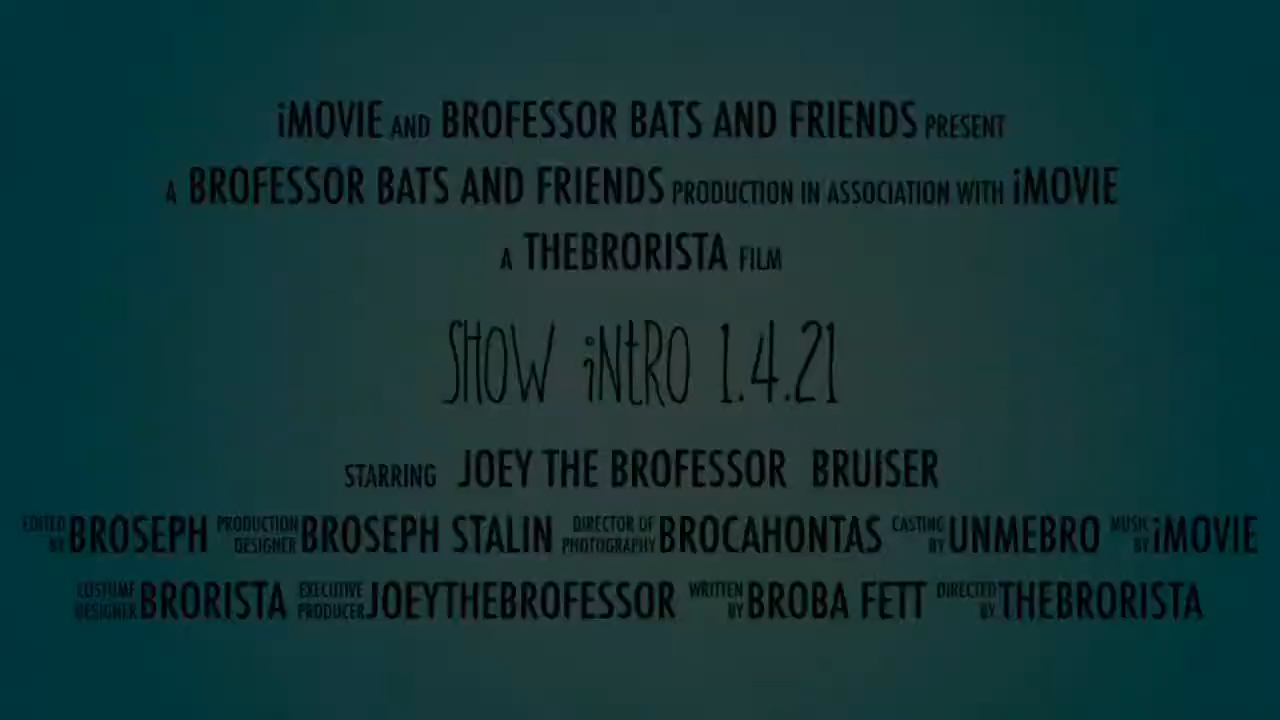 iMOVIE AND BROFESSOR BATS AND FRIENDS PRESENT
A BROFESSOR BATS AND FRIENDS PRODUCTION IN ASSOCIATION WITH iMOVIE
A THEBRORISTA FILM
SHOW iNtRO 1.4.21
STARRING JOEY THE BROFESSOR BRUISER
EDITED BY BROSEPH PRODUCTION DESIGNER BROSEPH STALIN DIRECTOR OF PHOTOGRAPHY BROCAHONTAS CASTING BY UNMEBRO MUSIC BY iMOVIE
COSTUME DESIGNER BRORISTA EXECUTIVE PRODUCER JOEYTHEBROFESSOR WRITTEN BY BROBA FETT DIRECTED BY THEBRORISTA